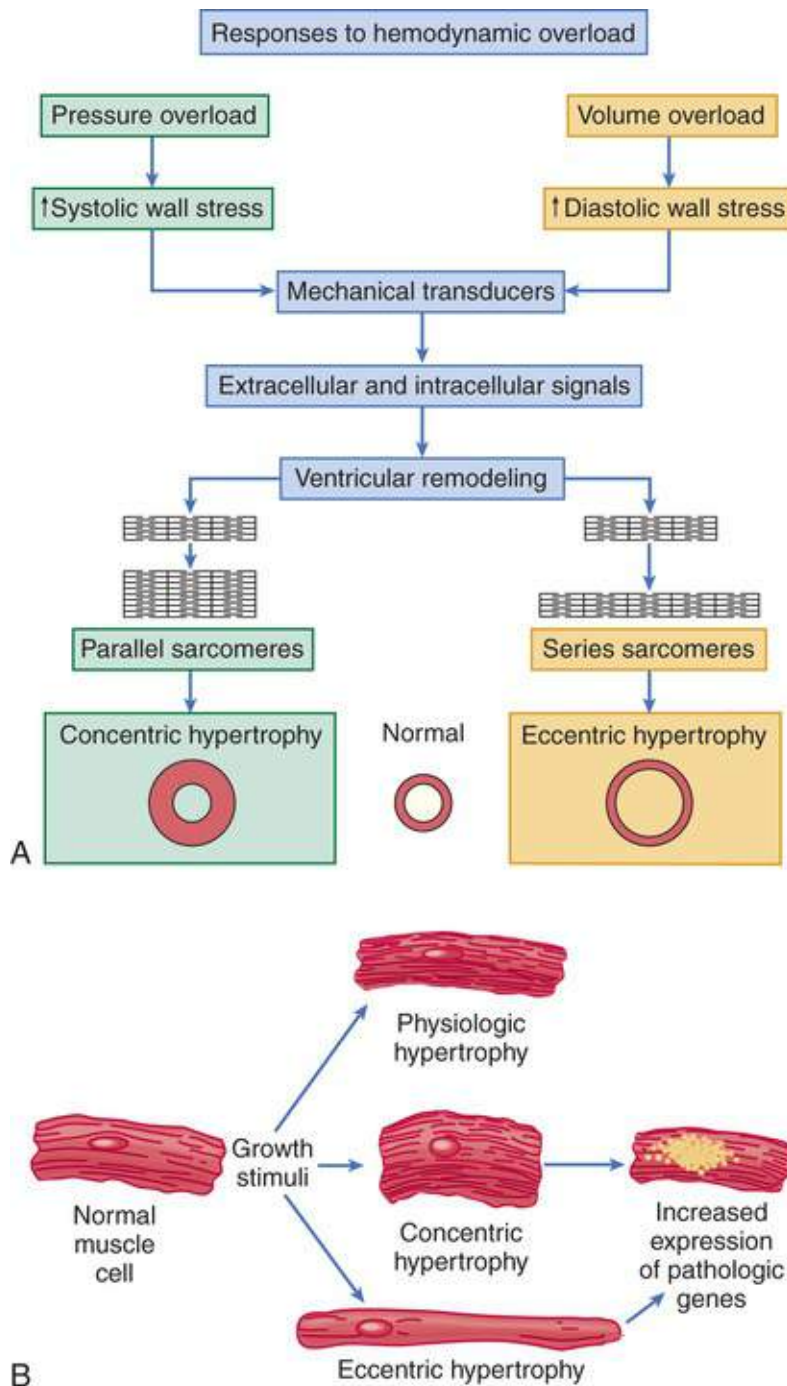 Responses to hemodynamic overload
Pressure overload
Volume overload
↑Systolic wall stress
↑Diastolic wall stress
Mechanical transducers
Extracellular and intracellular signals
Ventricular remodeling
Parallel sarcomeres
Series sarcomeres
Concentric hypertrophy
Normal
Eccentric hypertrophy
A
Physiologic
hypertrophy
Growth
stimuli
Normal
muscle
cell
Concentric
hypertrophy
Increased
expression
of pathologic
genes
Eccentric hypertrophy
B